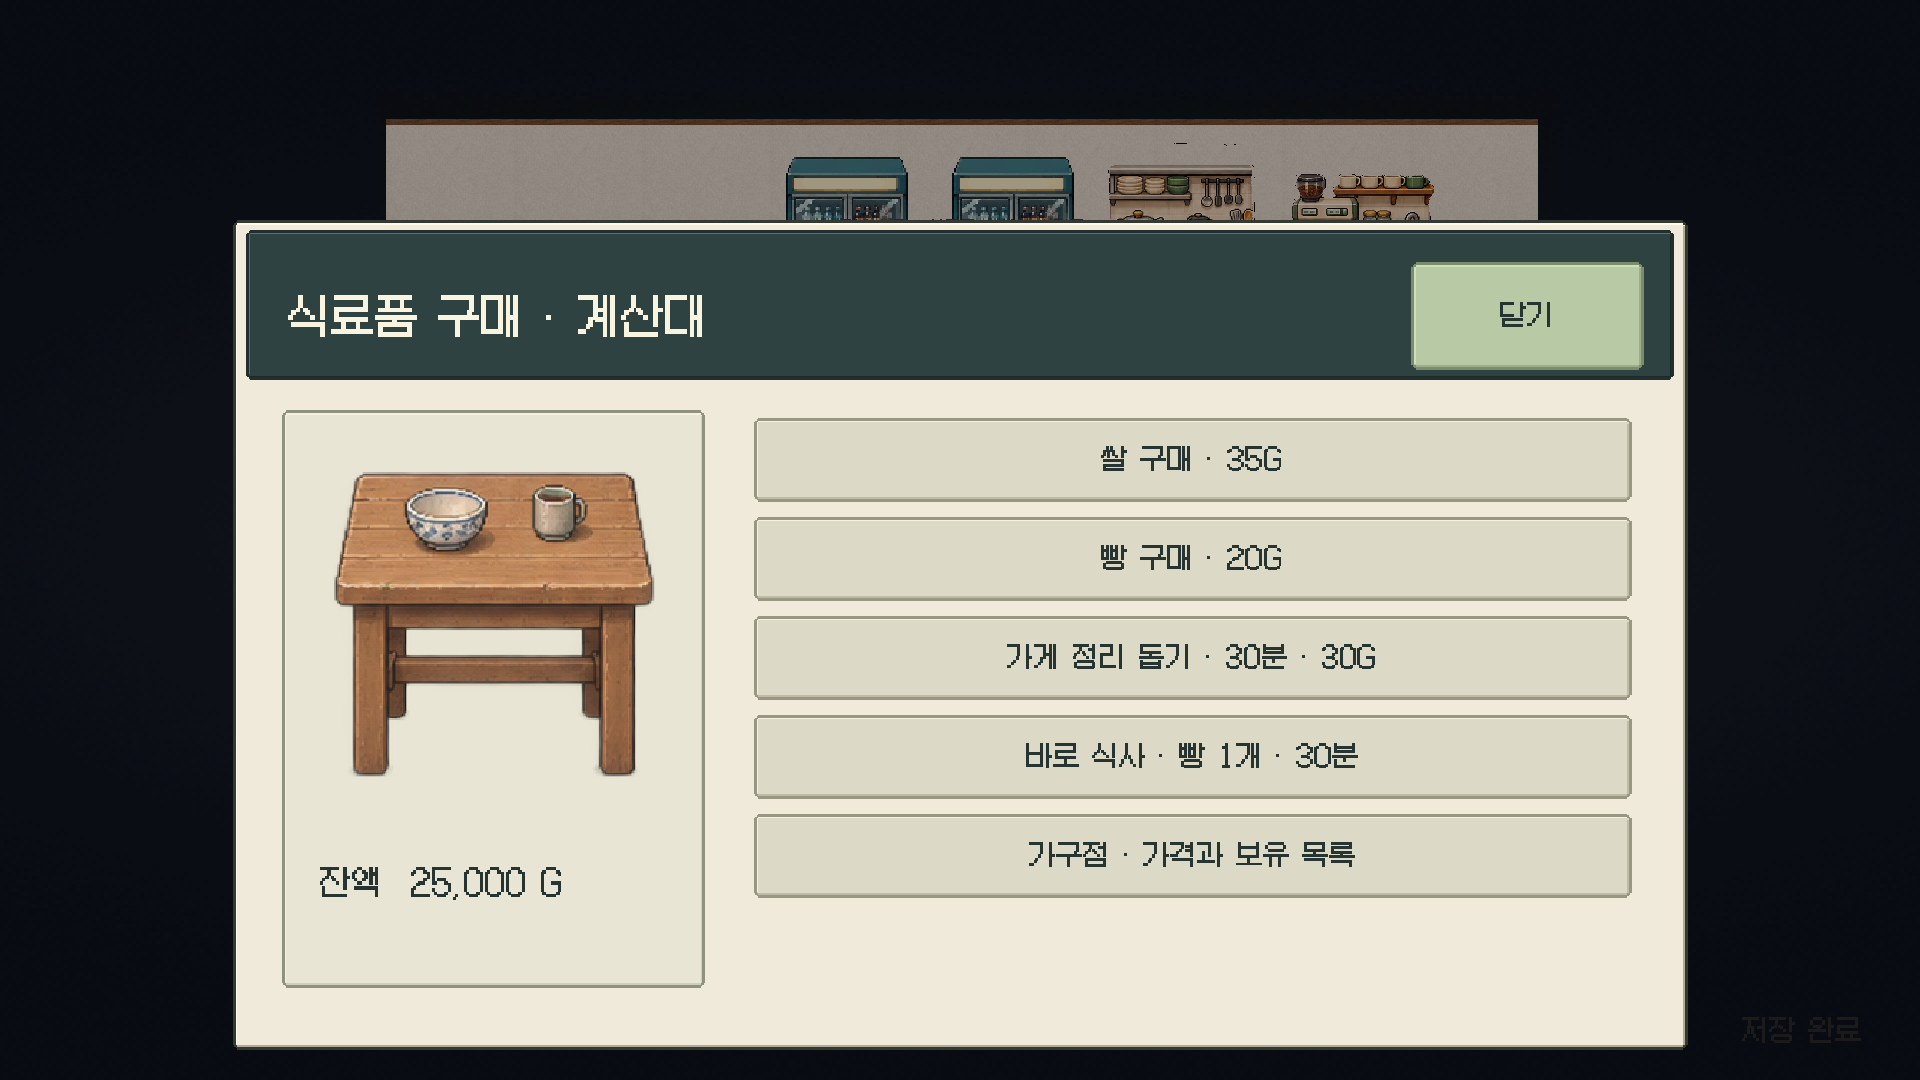 식료품 구매 · 계산대
닫기
쌀 구매 · 35G
빵 구매 · 20G
가게 정리 돕기 · 30분 · 30G
바로 식사 · 빵 1개 · 30분
가구점 · 가격과 보유 목록
잔액 25,000 G
저장 완료